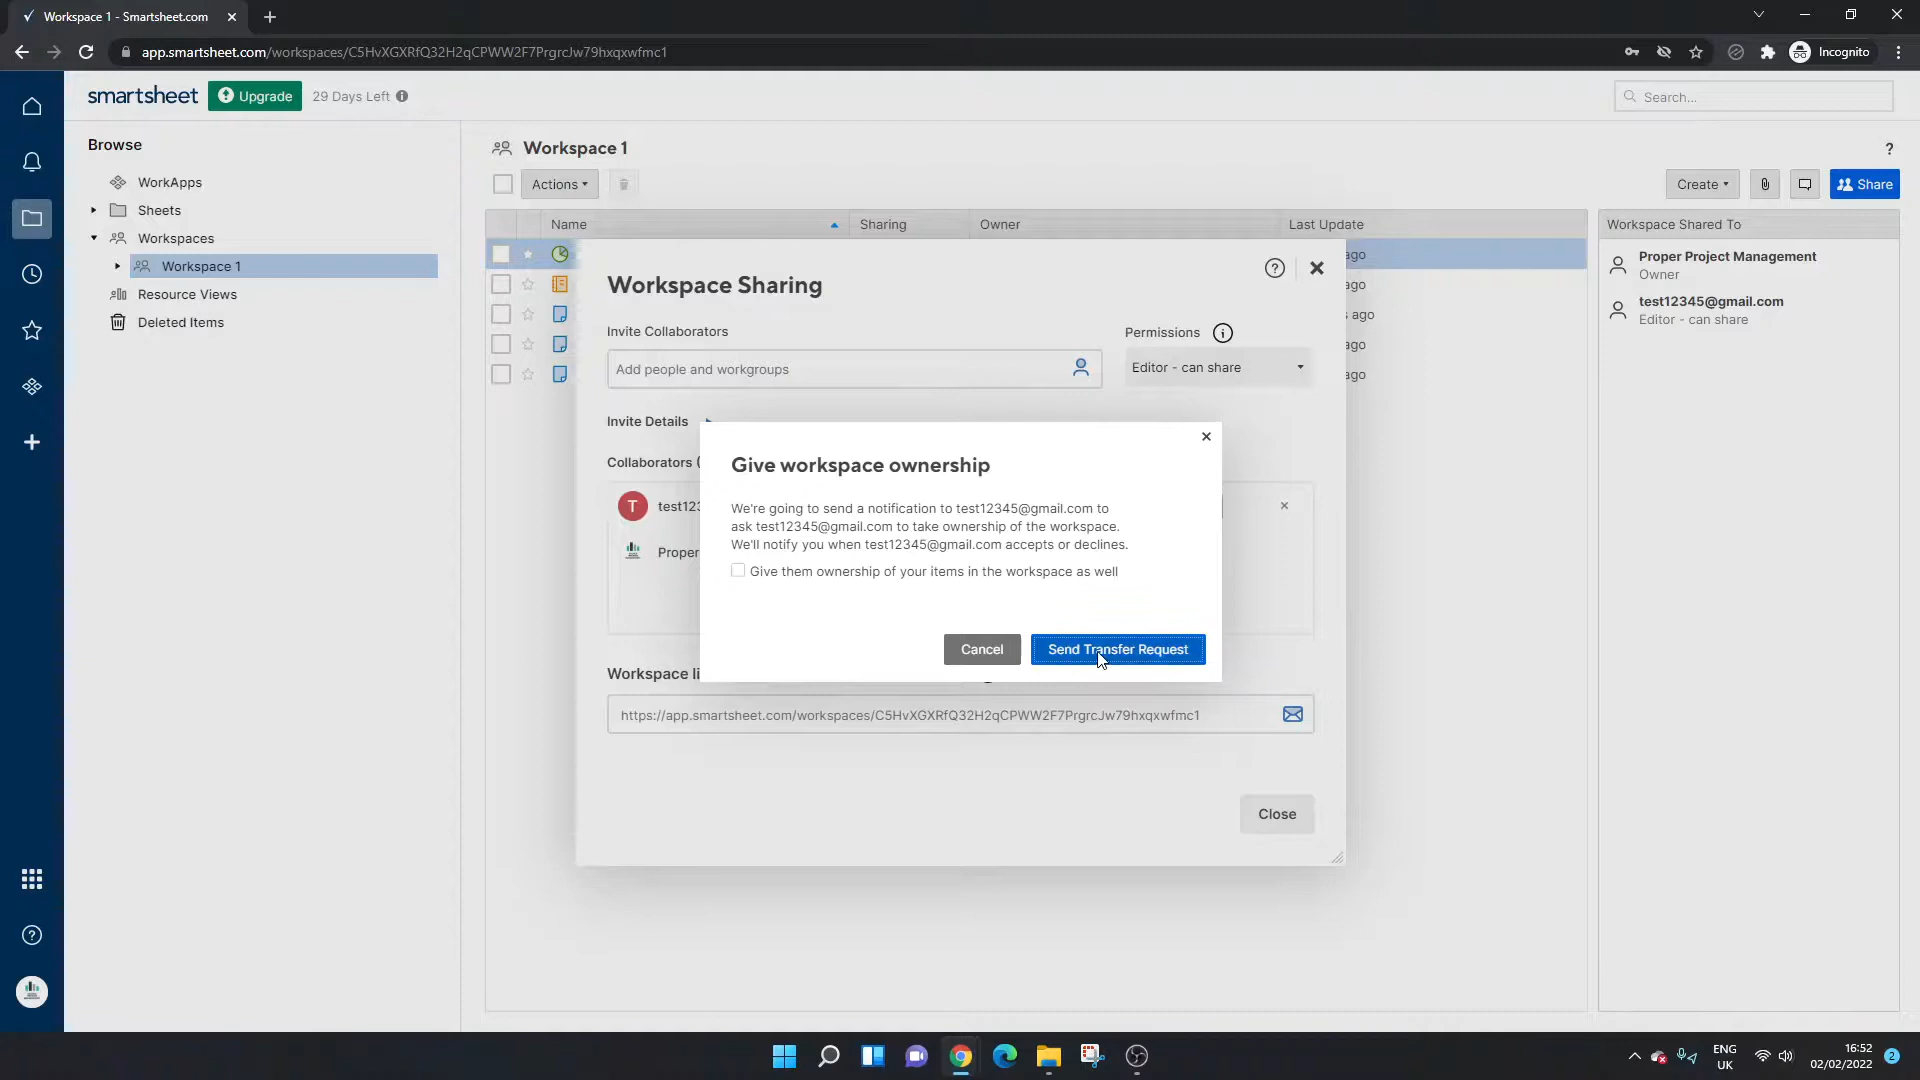 Workspace 1 - Smartsheet.com
app.smartsheet.com/workspaces/C5HvXGXRfQ32H2qCPWW2F7PrgrcJw79hxqxwfmc1
Incognito
smartsheet
Upgrade
29 Days Left
Search...
Browse
WorkApps
Sheets
Workspaces
Workspace 1
Resource Views
Deleted Items
Workspace 1
?
Actions
Create
Share
Name
Sharing
Owner
Last Update
ago
ago
s ago
ago
ago
Workspace Shared To
Proper Project Management
Owner
test12345@gmail.com
Editor - can share
Workspace Sharing
?
Invite Collaborators
Permissions
i
Add people and workgroups
Editor - can share
Invite Details
Collaborators (
T
test123
Proper
Give workspace ownership
We're going to send a notification to test12345@gmail.com to
ask test12345@gmail.com to take ownership of the workspace.
We'll notify you when test12345@gmail.com accepts or declines.
Give them ownership of your items in the workspace as well
Cancel
Send Transfer Request
Workspace li
https://app.smartsheet.com/workspaces/C5HvXGXRfQ32H2qCPWW2F7PrgrcJw79hxqxwfmc1
Close
?
ENG
UK
16:52
02/02/2022
2